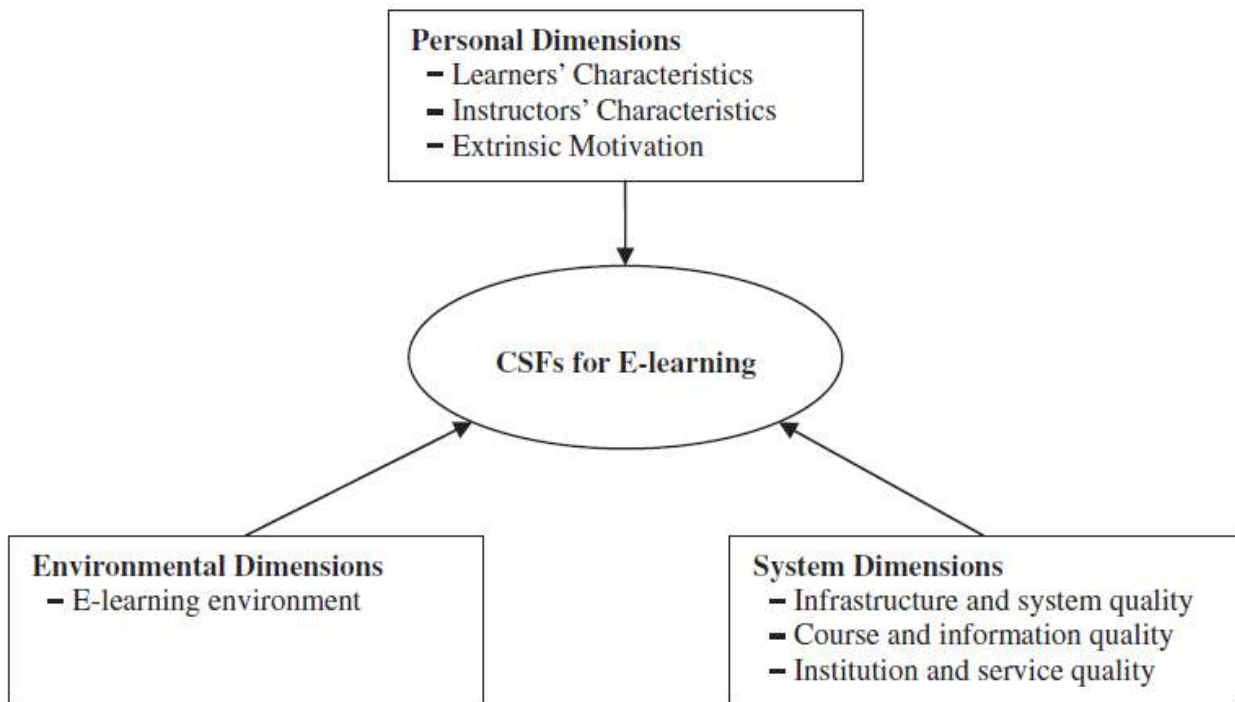 Personal Dimensions
– Learners’ Characteristics
– Instructors’ Characteristics
– Extrinsic Motivation
CSFs for E-learning
Environmental Dimensions
– E-learning environment
System Dimensions
– Infrastructure and system quality
– Course and information quality
– Institution and service quality